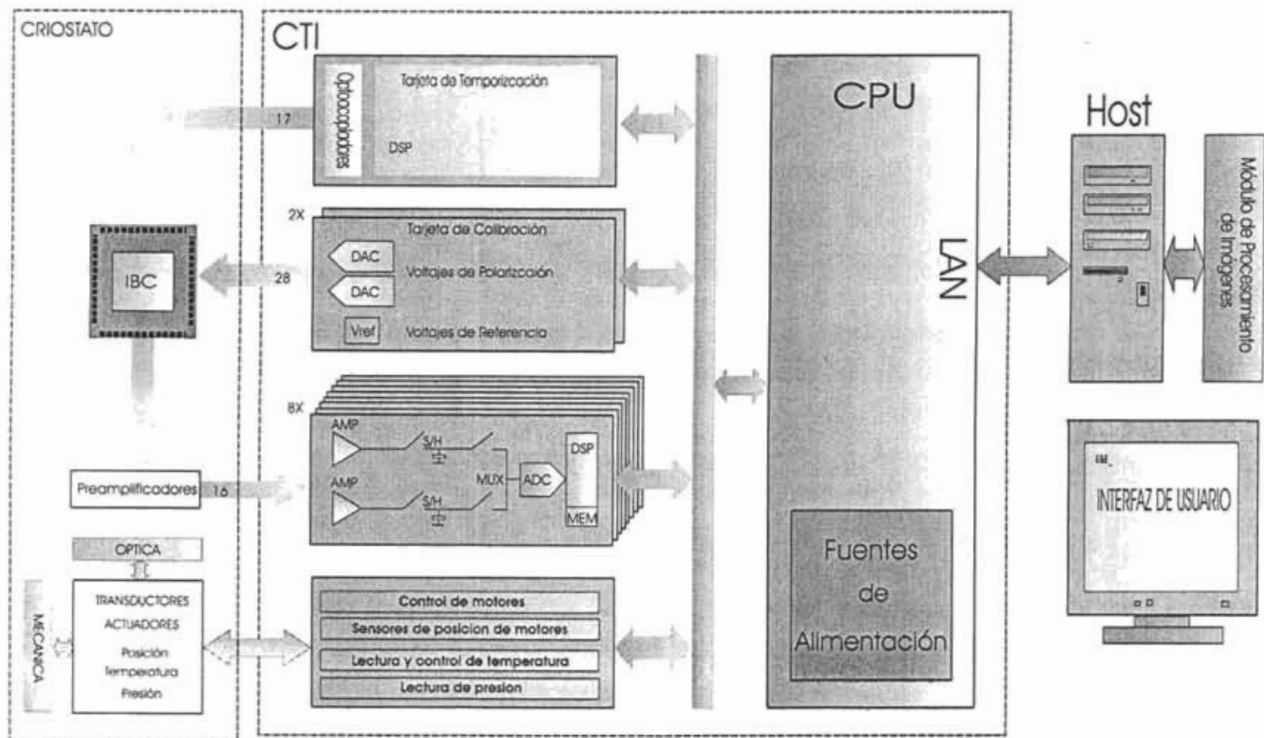 CRIOSTATO
CTI
Optoacopladores
Tarjeta de Temporización
DSP
17
2X
Tarjeta de Calibración
DAC
Voltajes de Polarización
DAC
Vref
Voltajes de Referencia
28
IBC
8X
AMP
S/H
AMP
S/H
MUX
ADC
DSP
MEM
Preamplificadores
16
OPTICA
MECANICA
TRANSDUCTORES
ACTUADORES
Posición
Temperatura
Presión
Control de motores
Sensores de posicion de motores
Lectura y control de temperatura
Lectura de presion
CPU
LAN
Fuentes
de
Alimentación
Host
Módulo de Procesamiento
de Imágenes
INTERFAZ DE USUARIO